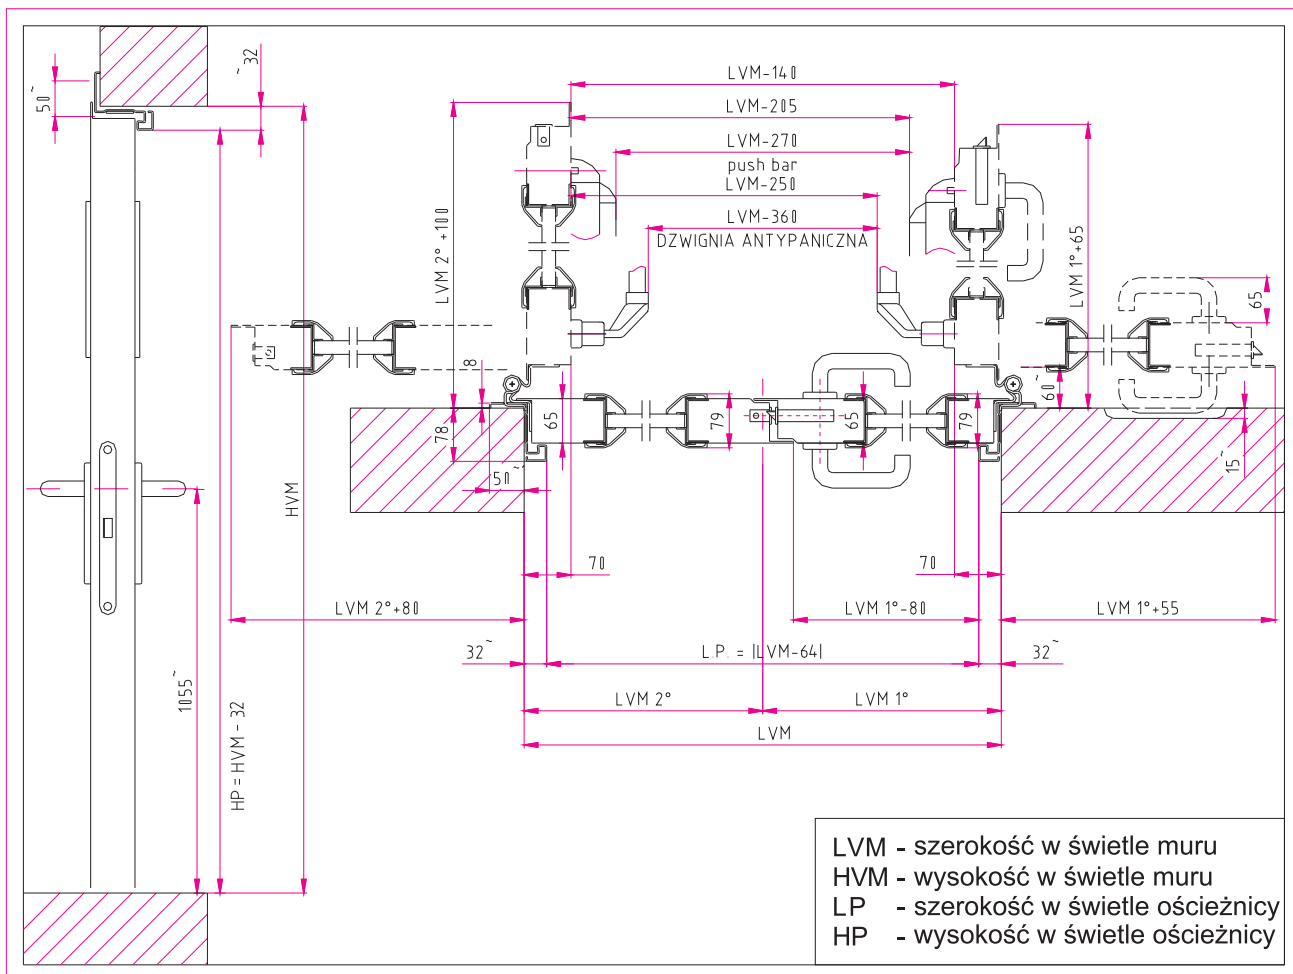 ~ 32
50~
LVM-140
LVM-205
LVM-270
push bar
LVM-250
LVM-360
DZWIGNIA ANTYPANICZNA
LVM 2° +100
LVM 1°+65
65
8
60~
78
65
79
65
79
50~
15~
HVM
70
70
LVM 2°+80
LVM 1°-80
LVM 1°+55
32~
L.P. = |LVM-64|
32~
1055~
HP = HVM - 32
LVM 2°
LVM 1°
LVM
LVM - szerokość w świetle muru
HVM - wysokość w świetle muru
LP - szerokość w świetle ościeżnicy
HP - wysokość w świetle ościeżnicy